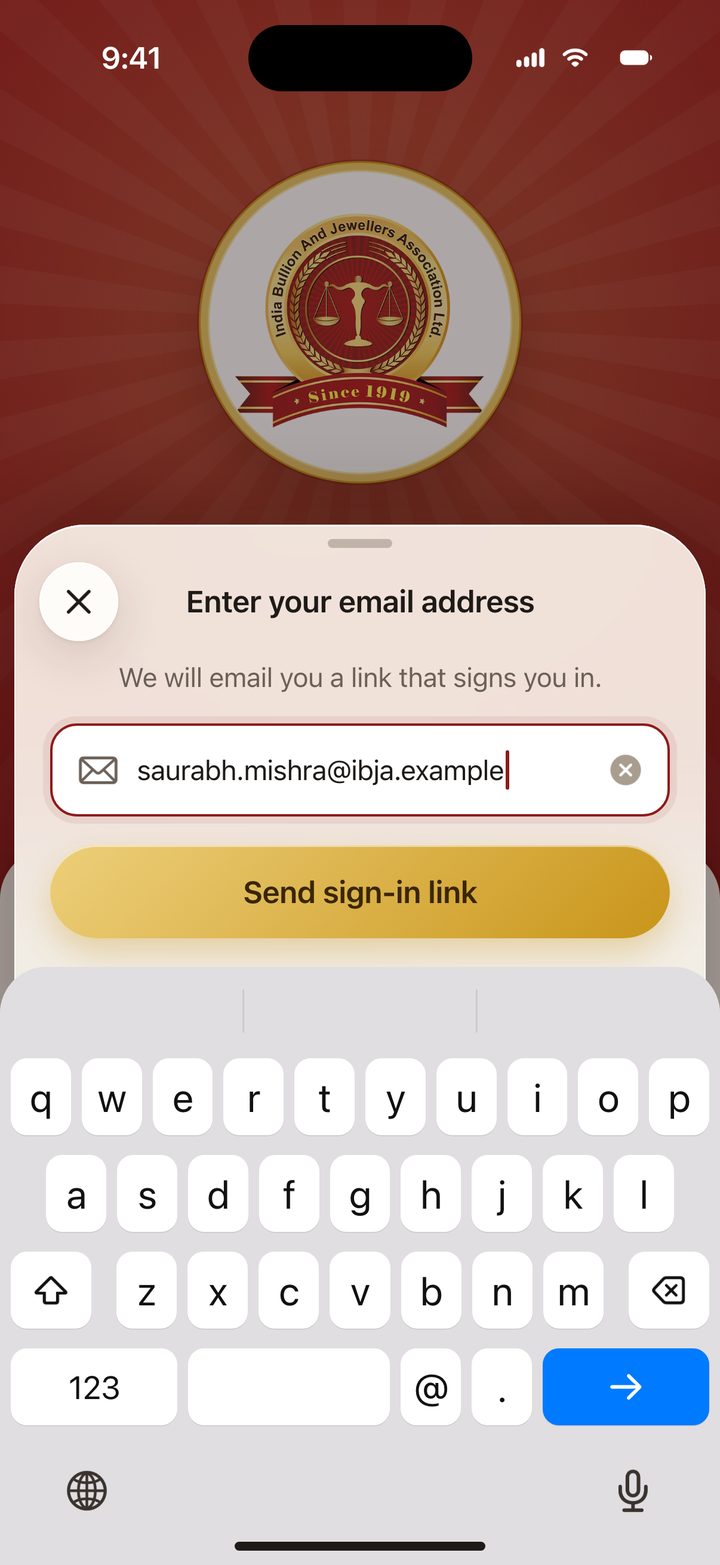 9:41
India Bullion And Jewellers Association Ltd.
Since 1919
Enter your email address
We will email you a link that signs you in.
saurabh.mishra@ibja.example
Send sign-in link
q w e r t y u i o p
a s d f g h j k l
z x c v b n m
123 @ .